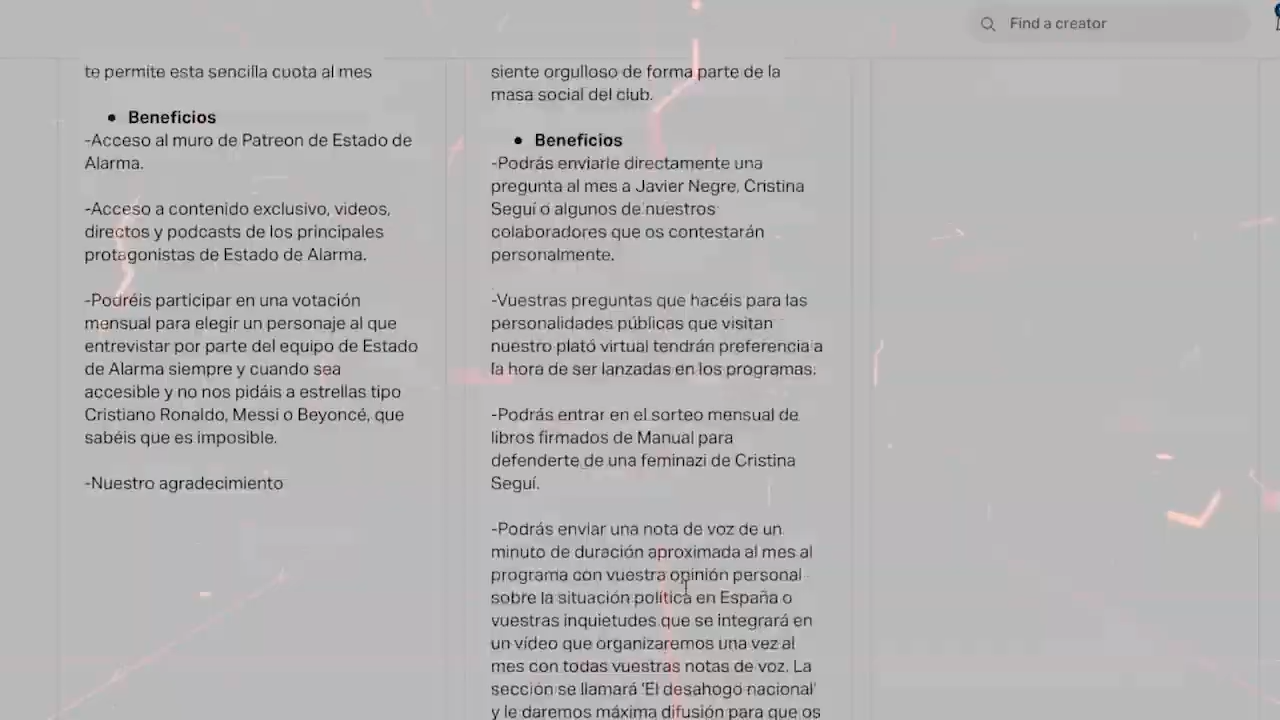 Find a creator
te permite esta sencilla cuota al mes
• Beneficios
-Acceso al muro de Patreon de Estado de
Alarma.
-Acceso a contenido exclusivo, videos,
directos y podcasts de los principales
protagonistas de Estado de Alarma.
-Podréis participar en una votación
mensual para elegir un personaje al que
entrevistar por parte del equipo de Estado
de Alarma siempre y cuando sea
accesible y no nos pidáis a estrellas tipo
Cristiano Ronaldo, Messi o Beyoncé, que
sabéis que es imposible.
-Nuestro agradecimiento
siente orgulloso de forma parte de la
masa social del club.
• Beneficios
-Podrás enviarle directamente una
pregunta al mes a Javier Negre, Cristina
Seguí o algunos de nuestros
colaboradores que os contestarán
personalmente.
-Vuestras preguntas que hacéis para las
personalidades públicas que visitan
nuestro plató virtual tendrán preferencia a
la hora de ser lanzadas en los programas.
-Podrás entrar en el sorteo mensual de
libros firmados de Manual para
defenderte de una feminazi de Cristina
Seguí.
-Podrás enviar una nota de voz de un
minuto de duración aproximada al mes al
programa con vuestra opinión personal
sobre la situación política en España o
vuestras inquietudes que se integrará en
un vídeo que organizaremos una vez al
mes con todas vuestras notas de voz. La
sección se llamará 'El desahogo nacional'
y le daremos máxima difusión para que os